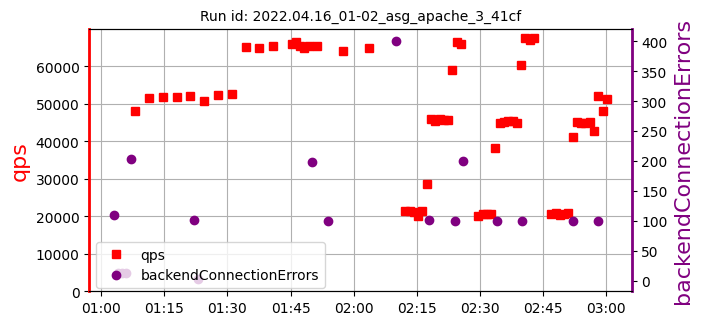 Run id: 2022.04.16_01-02_asg_apache_3_41cf
60000
50000
40000
30000
20000
10000
0
qps
400
350
300
250
200
150
100
50
0
backendConnectionErrors
qps
backendConnectionErrors
01:00 01:15 01:30 01:45 02:00 02:15 02:30 02:45 03:00